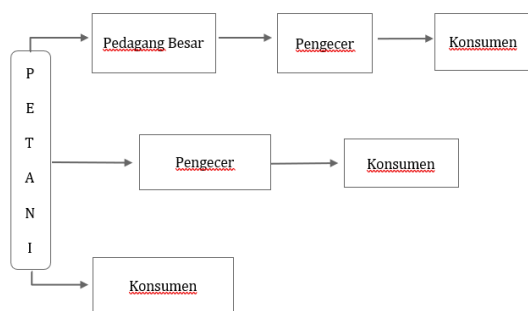 Pedagang Besar
Pengecer
Konsumen
P
E
T
A
N
I
Pengecer
Konsumen
Konsumen